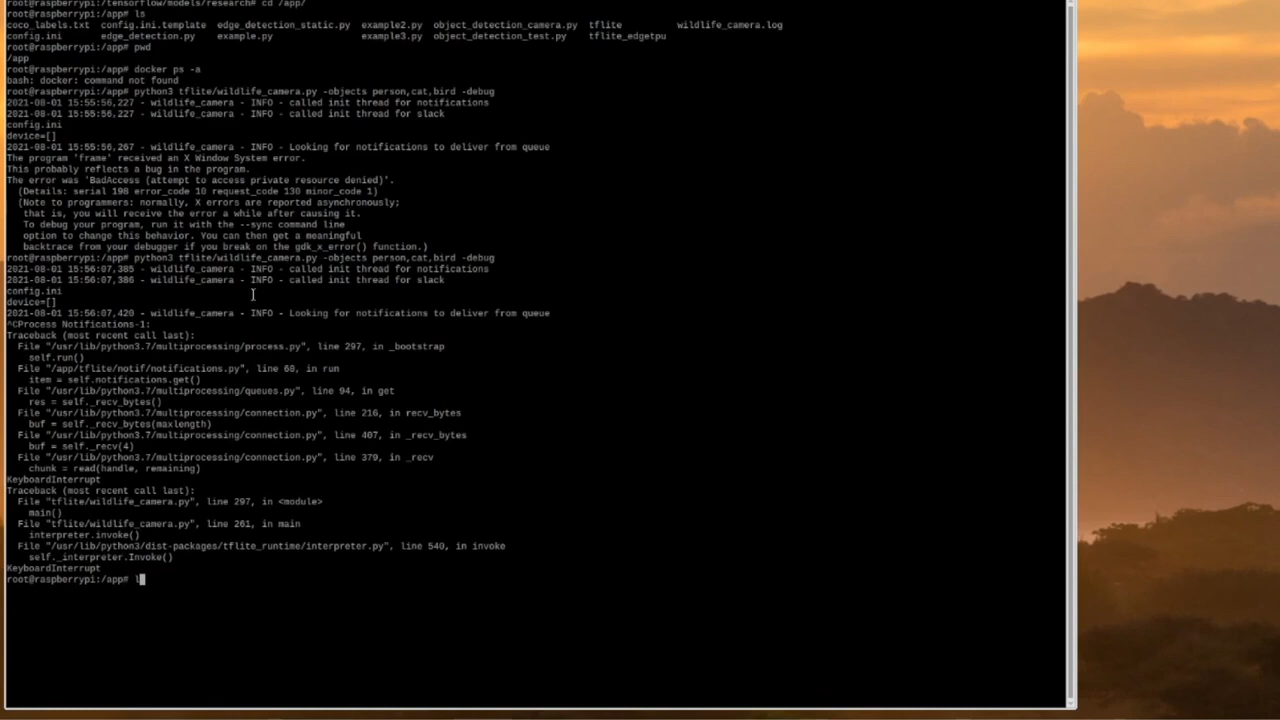 root@raspberrypi:/tensorflow/models/research# cd /app/
root@raspberrypi:/app# ls
coco_labels.txt config.ini.template edge_detection_static.py example2.py object_detection_camera.py tflite wildlife_camera.log
config.ini edge_detection.py example.py example3.py object_detection_test.py tflite_edgetpu
root@raspberrypi:/app# pwd
/app
root@raspberrypi:/app# docker ps -a
bash: docker: command not found
root@raspberrypi:/app# python3 tflite/wildlife_camera.py -objects person,cat,bird -debug
2021-08-01 15:55:56,227 - wildlife_camera - INFO - called init thread for notifications
2021-08-01 15:55:56,227 - wildlife_camera - INFO - called init thread for slack
config.ini
device=[]
2021-08-01 15:55:56,267 - wildlife_camera - INFO - Looking for notifications to deliver from queue
The program 'frame' received an X Window System error.
This probably reflects a bug in the program.
The error was 'BadAccess (attempt to access private resource denied)'.
(Details: serial 198 error_code 10 request_code 130 minor_code 1)
(Note to programmers: normally, X errors are reported asynchronously;
that is, you will receive the error a while after causing it.
To debug your program, run it with the --sync command line
option to change this behavior. You can then get a meaningful
backtrace from your debugger if you break on the gdk_x_error() function.)
root@raspberrypi:/app# python3 tflite/wildlife_camera.py -objects person,cat,bird -debug
2021-08-01 15:56:07,385 - wildlife_camera - INFO - called init thread for notifications
2021-08-01 15:56:07,386 - wildlife_camera - INFO - called init thread for slack
config.ini
device=[]
2021-08-01 15:56:07,420 - wildlife_camera - INFO - Looking for notifications to deliver from queue
^CProcess Notifications-1:
Traceback (most recent call last):
File "/usr/lib/python3.7/multiprocessing/process.py", line 297, in _bootstrap
self.run()
File "/app/tflite/notif/notifications.py", line 60, in run
item = self.notifications.get()
File "/usr/lib/python3.7/multiprocessing/queues.py", line 94, in get
res = self._recv_bytes()
File "/usr/lib/python3.7/multiprocessing/connection.py", line 216, in recv_bytes
buf = self._recv_bytes(maxlength)
File "/usr/lib/python3.7/multiprocessing/connection.py", line 407, in _recv_bytes
buf = self._recv(4)
File "/usr/lib/python3.7/multiprocessing/connection.py", line 379, in _recv
chunk = read(handle, remaining)
KeyboardInterrupt
Traceback (most recent call last):
File "tflite/wildlife_camera.py", line 297, in <module>
main()
File "tflite/wildlife_camera.py", line 261, in main
interpreter.invoke()
File "/usr/lib/python3/dist-packages/tflite_runtime/interpreter.py", line 540, in invoke
self._interpreter.Invoke()
KeyboardInterrupt
root@raspberrypi:/app# l